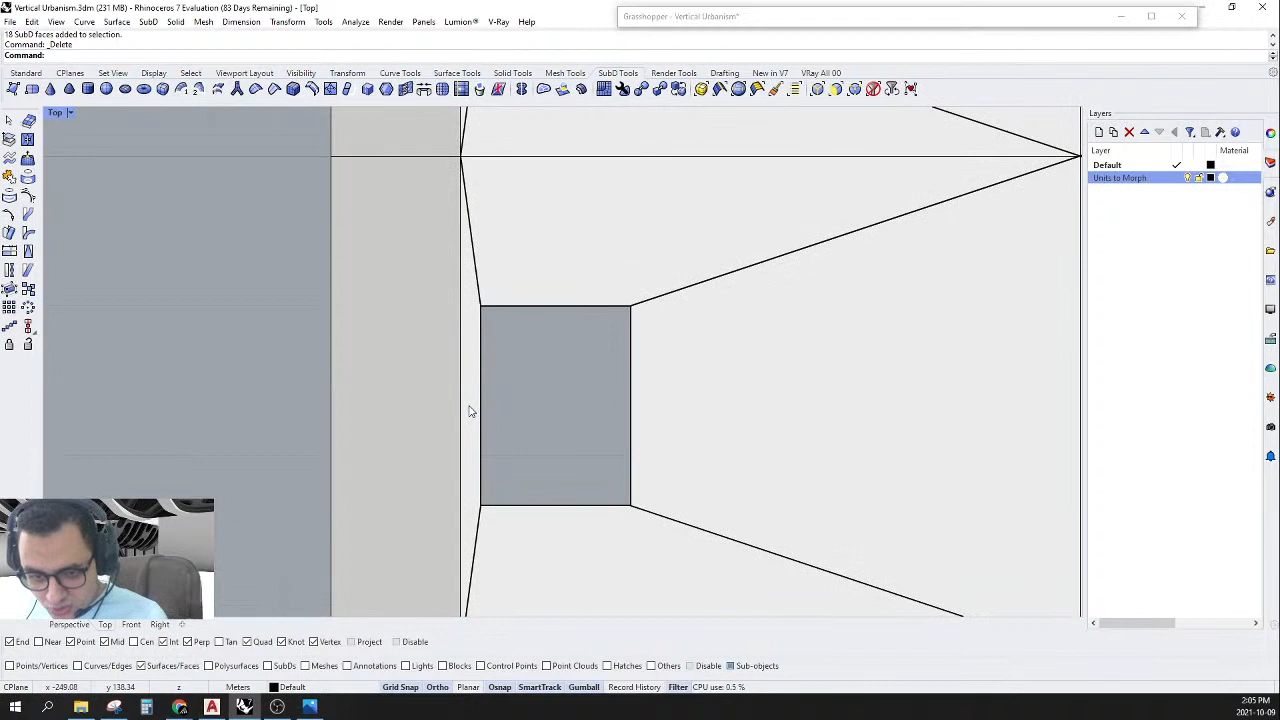 Vertical Urbanism.3dm (231 MB) - Rhinoceros 7 Evaluation (83 Days Remaining) - [Top]
File Edit View Curve Surface SubD Solid Mesh Dimension Transform Tools Analyze Render Panels Lumion® V-Ray Help
Grasshopper - Vertical Urbanism*
18 SubD faces added to selection.
Command: _Delete
Command:
Standard CPlanes Set View Display Select Viewport Layout Visibility Transform Curve Tools Surface Tools Solid Tools Mesh Tools SubD Tools Render Tools Drafting New in V7 VRay All 00
Top
Layers
Layer Material
Default
Units to Morph
Perspective Top Front Right
End Near Point Mid Cen Int Perp Tan Quad Knot Vertex Project Disable
Points/Vertices Curves/Edges Surfaces/Faces Polysurfaces SubDs Meshes Annotations Lights Blocks Control Points Point Clouds Hatches Others Disable Sub-objects
CPlane x -249.08 y 138.34 z Meters Default Grid Snap Ortho Planar Osnap SmartTrack Gumball Record History Filter CPU use: 0.5 %
2:05 PM
2021-10-09